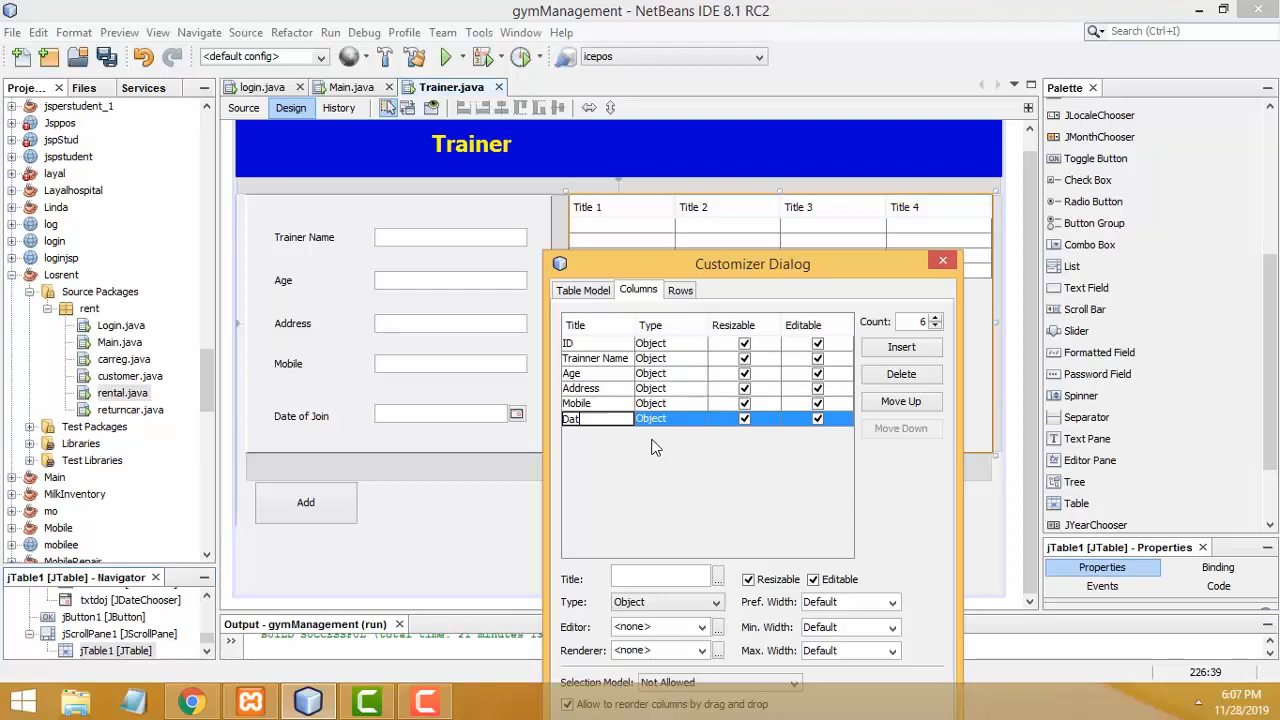 gymManagement - NetBeans IDE 8.1 RC2
File Edit Format Preview View Navigate Source Refactor Run Debug Profile Team Tools Window Help
Search (Ctrl+I)
<default config>
icepos
Proje...
Files
Services
login.java
Main.java
Trainer.java
Palette
Source
Design
History
jsperstudent_1
Jsppos
jspStud
jspstudent
layal
Layalhospital
Linda
log
login
loginjsp
Losrent
Source Packages
rent
Login.java
Main.java
carreg.java
customer.java
rental.java
returncar.java
Test Packages
Libraries
Test Libraries
Main
MilkInventory
mo
Mobile
mobilee
MobileRepair
jTable1 [JTable] - Navigator
txtdoj [JDateChooser]
jButton1 [JButton]
jScrollPane1 [JScrollPane]
jTable1 [JTable]
Trainer
Trainer Name
Age
Address
Mobile
Date of Join
Add
Title 1
Title 2
Title 3
Title 4
Customizer Dialog
Table Model
Columns
Rows
Title Type Resizable Editable
ID Object
Trainner Name Object
Age Object
Address Object
Mobile Object
Dat Object
Count: 6
Insert
Delete
Move Up
Move Down
Title:
Resizable
Editable
Type: Object
Pref. Width: Default
Editor: <none>
Min. Width: Default
Renderer: <none>
Max. Width: Default
Selection Model: Not Allowed
Allow to reorder columns by drag and drop
Output - gymManagement (run)
BUILD SUCCESSFUL (total time: 21 minutes
JLocaleChooser
JMonthChooser
Toggle Button
Check Box
Radio Button
Button Group
Combo Box
List
Text Field
Scroll Bar
Slider
Formatted Field
Password Field
Spinner
Separator
Text Pane
Editor Pane
Tree
Table
JYearChooser
jTable1 [JTable] - Properties
Properties
Binding
Events
Code
226:39
6:07 PM
11/28/2019